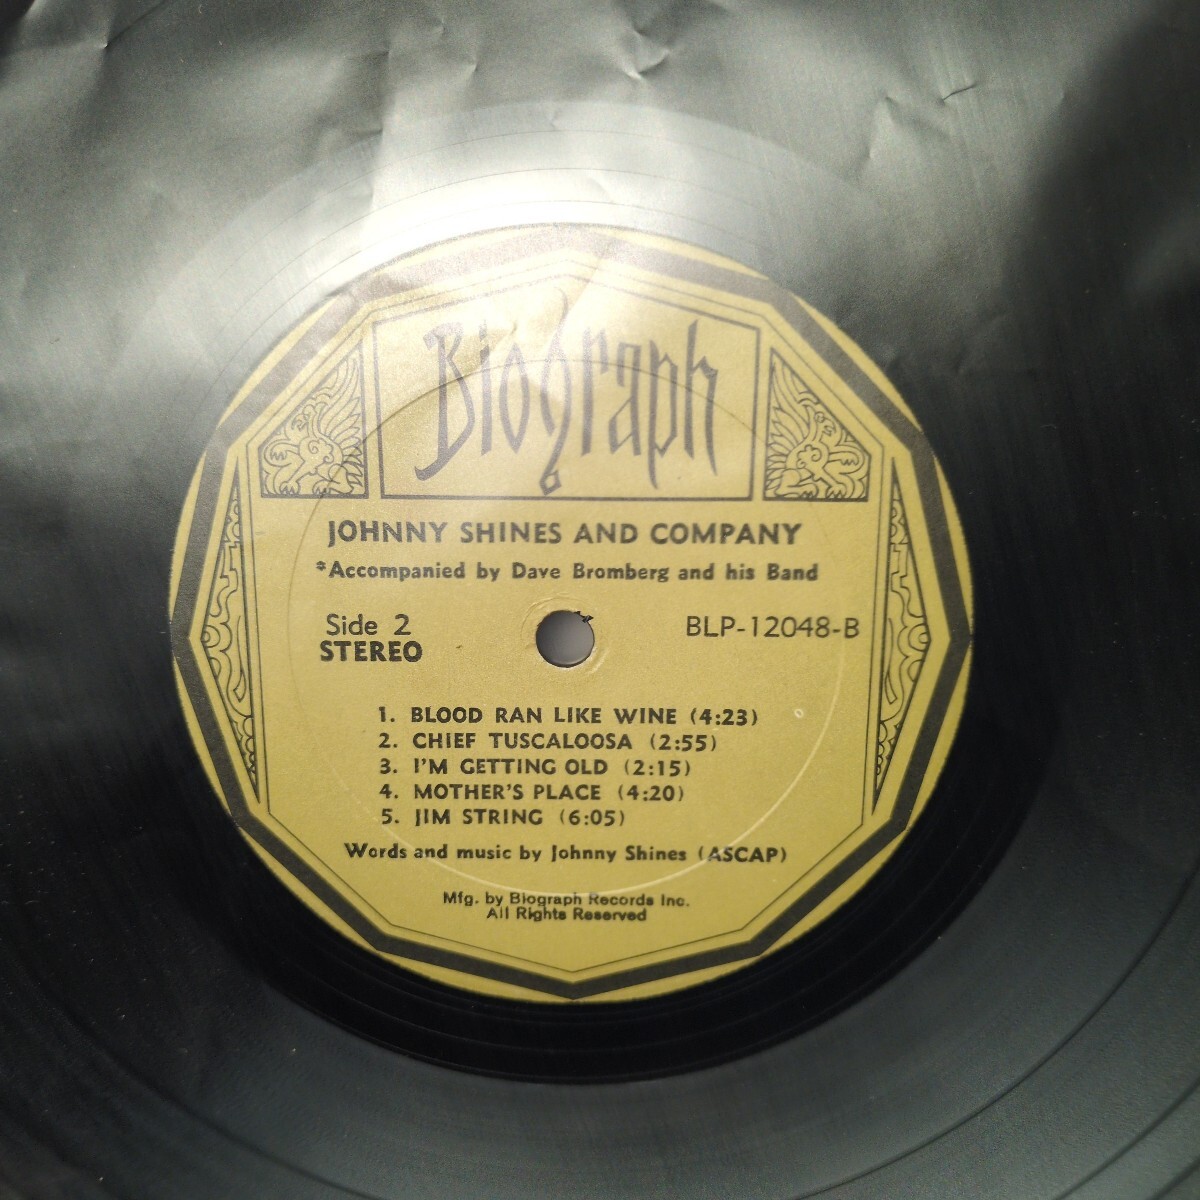 Biograph
JOHNNY SHINES AND COMPANY
*Accompanied by Dave Bromberg and his Band
Side 2
STEREO
BLP-12048-B
1. BLOOD RAN LIKE WINE (4:23)
2. CHIEF TUSCALOOSA (2:55)
3. I'M GETTING OLD (2:15)
4. MOTHER'S PLACE (4:20)
5. JIM STRING (6:05)
Words and music by Johnny Shines (ASCAP)
Mfg. by Biograph Records Inc.
All Rights Reserved